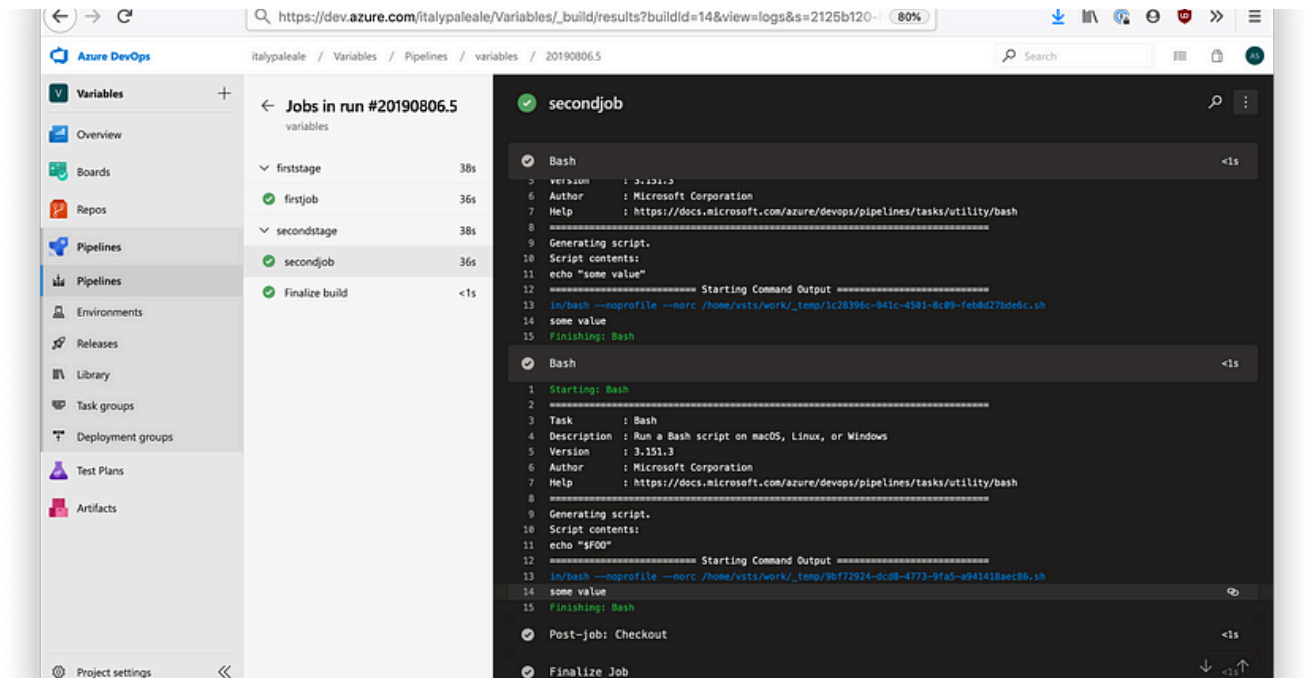 https://dev.azure.com/italypaleale/Variables/_build/results?buildId=14&view=logs&s=2125b120- 80%
Azure DevOps
italypaleale / Variables / Pipelines / variables / 20190806.5
Search
AS
V Variables
Overview
Boards
Repos
Pipelines
Pipelines
Environments
Releases
Library
Task groups
Deployment groups
Test Plans
Artifacts
Project settings
Jobs in run #20190806.5
variables
firststage 38s
firstjob 36s
secondstage 38s
secondjob 36s
Finalize build <1s
secondjob
Bash <1s
5 Version : 3.151.3
6 Author : Microsoft Corporation
7 Help : https://docs.microsoft.com/azure/devops/pipelines/tasks/utility/bash
8 ==============================================================================
9 Generating script.
10 Script contents:
11 echo "some value"
12 ========================== Starting Command Output ===========================
13 in/bash --noprofile --norc /home/vsts/work/_temp/1c28396c-941c-4501-8c09-feb0d27bde6c.sh
14 some value
15 Finishing: Bash
Bash <1s
1 Starting: Bash
2 ==============================================================================
3 Task : Bash
4 Description : Run a Bash script on macOS, Linux, or Windows
5 Version : 3.151.3
6 Author : Microsoft Corporation
7 Help : https://docs.microsoft.com/azure/devops/pipelines/tasks/utility/bash
8 ==============================================================================
9 Generating script.
10 Script contents:
11 echo "$FOO"
12 ========================== Starting Command Output ===========================
13 in/bash --noprofile --norc /home/vsts/work/_temp/9bf72924-dcd8-4773-9fa5-a941418aec86.sh
14 some value
15 Finishing: Bash
Post-job: Checkout <1s
Finalize Job <1s